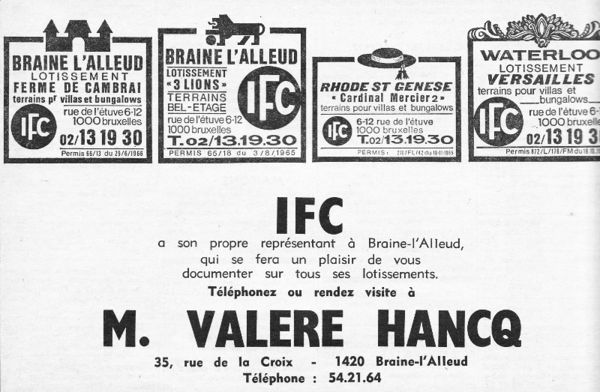 BRAINE L'ALLEUD
LOTISSEMENT
FERME DE CAMBRAI
terrains pr villas et bungalows
IFC
rue de l'étuve 6-12
1000 bruxelles
02/13 19 30
Permis 66/13 du 29/6/1966
BRAINE L'ALLEUD
LOTISSEMENT
"3 LIONS"
TERRAINS
BEL-ETAGE
IFC
rue de l'étuve, 6-12
1000 bruxelles
T.02/13.19.30
PERMIS 65/18 du 3/8/1965
RHODE ST GENESE
"Cardinal Mercier 2"
terrains pour villas et bungalows
IFC
6-12 rue de l'étuve
1000 bruxelles
T. 02/13.19.30
PERMIS
WATERLOO
LOTISSEMENT
VERSAILLES
terrains pour villas et
bungalows
IFC
rue de l'étuve 6-12
1000 bruxelles
02/13.19.30
Permis
IFC
a son propre représentant à Braine-l'Alleud,
qui se fera un plaisir de vous
documenter sur tous ses lotissements.
Téléphonez ou rendez visite à
M. VALERE HANCQ
35, rue de la Croix - 1420 Braine-l'Alleud
Téléphone : 54.21.64